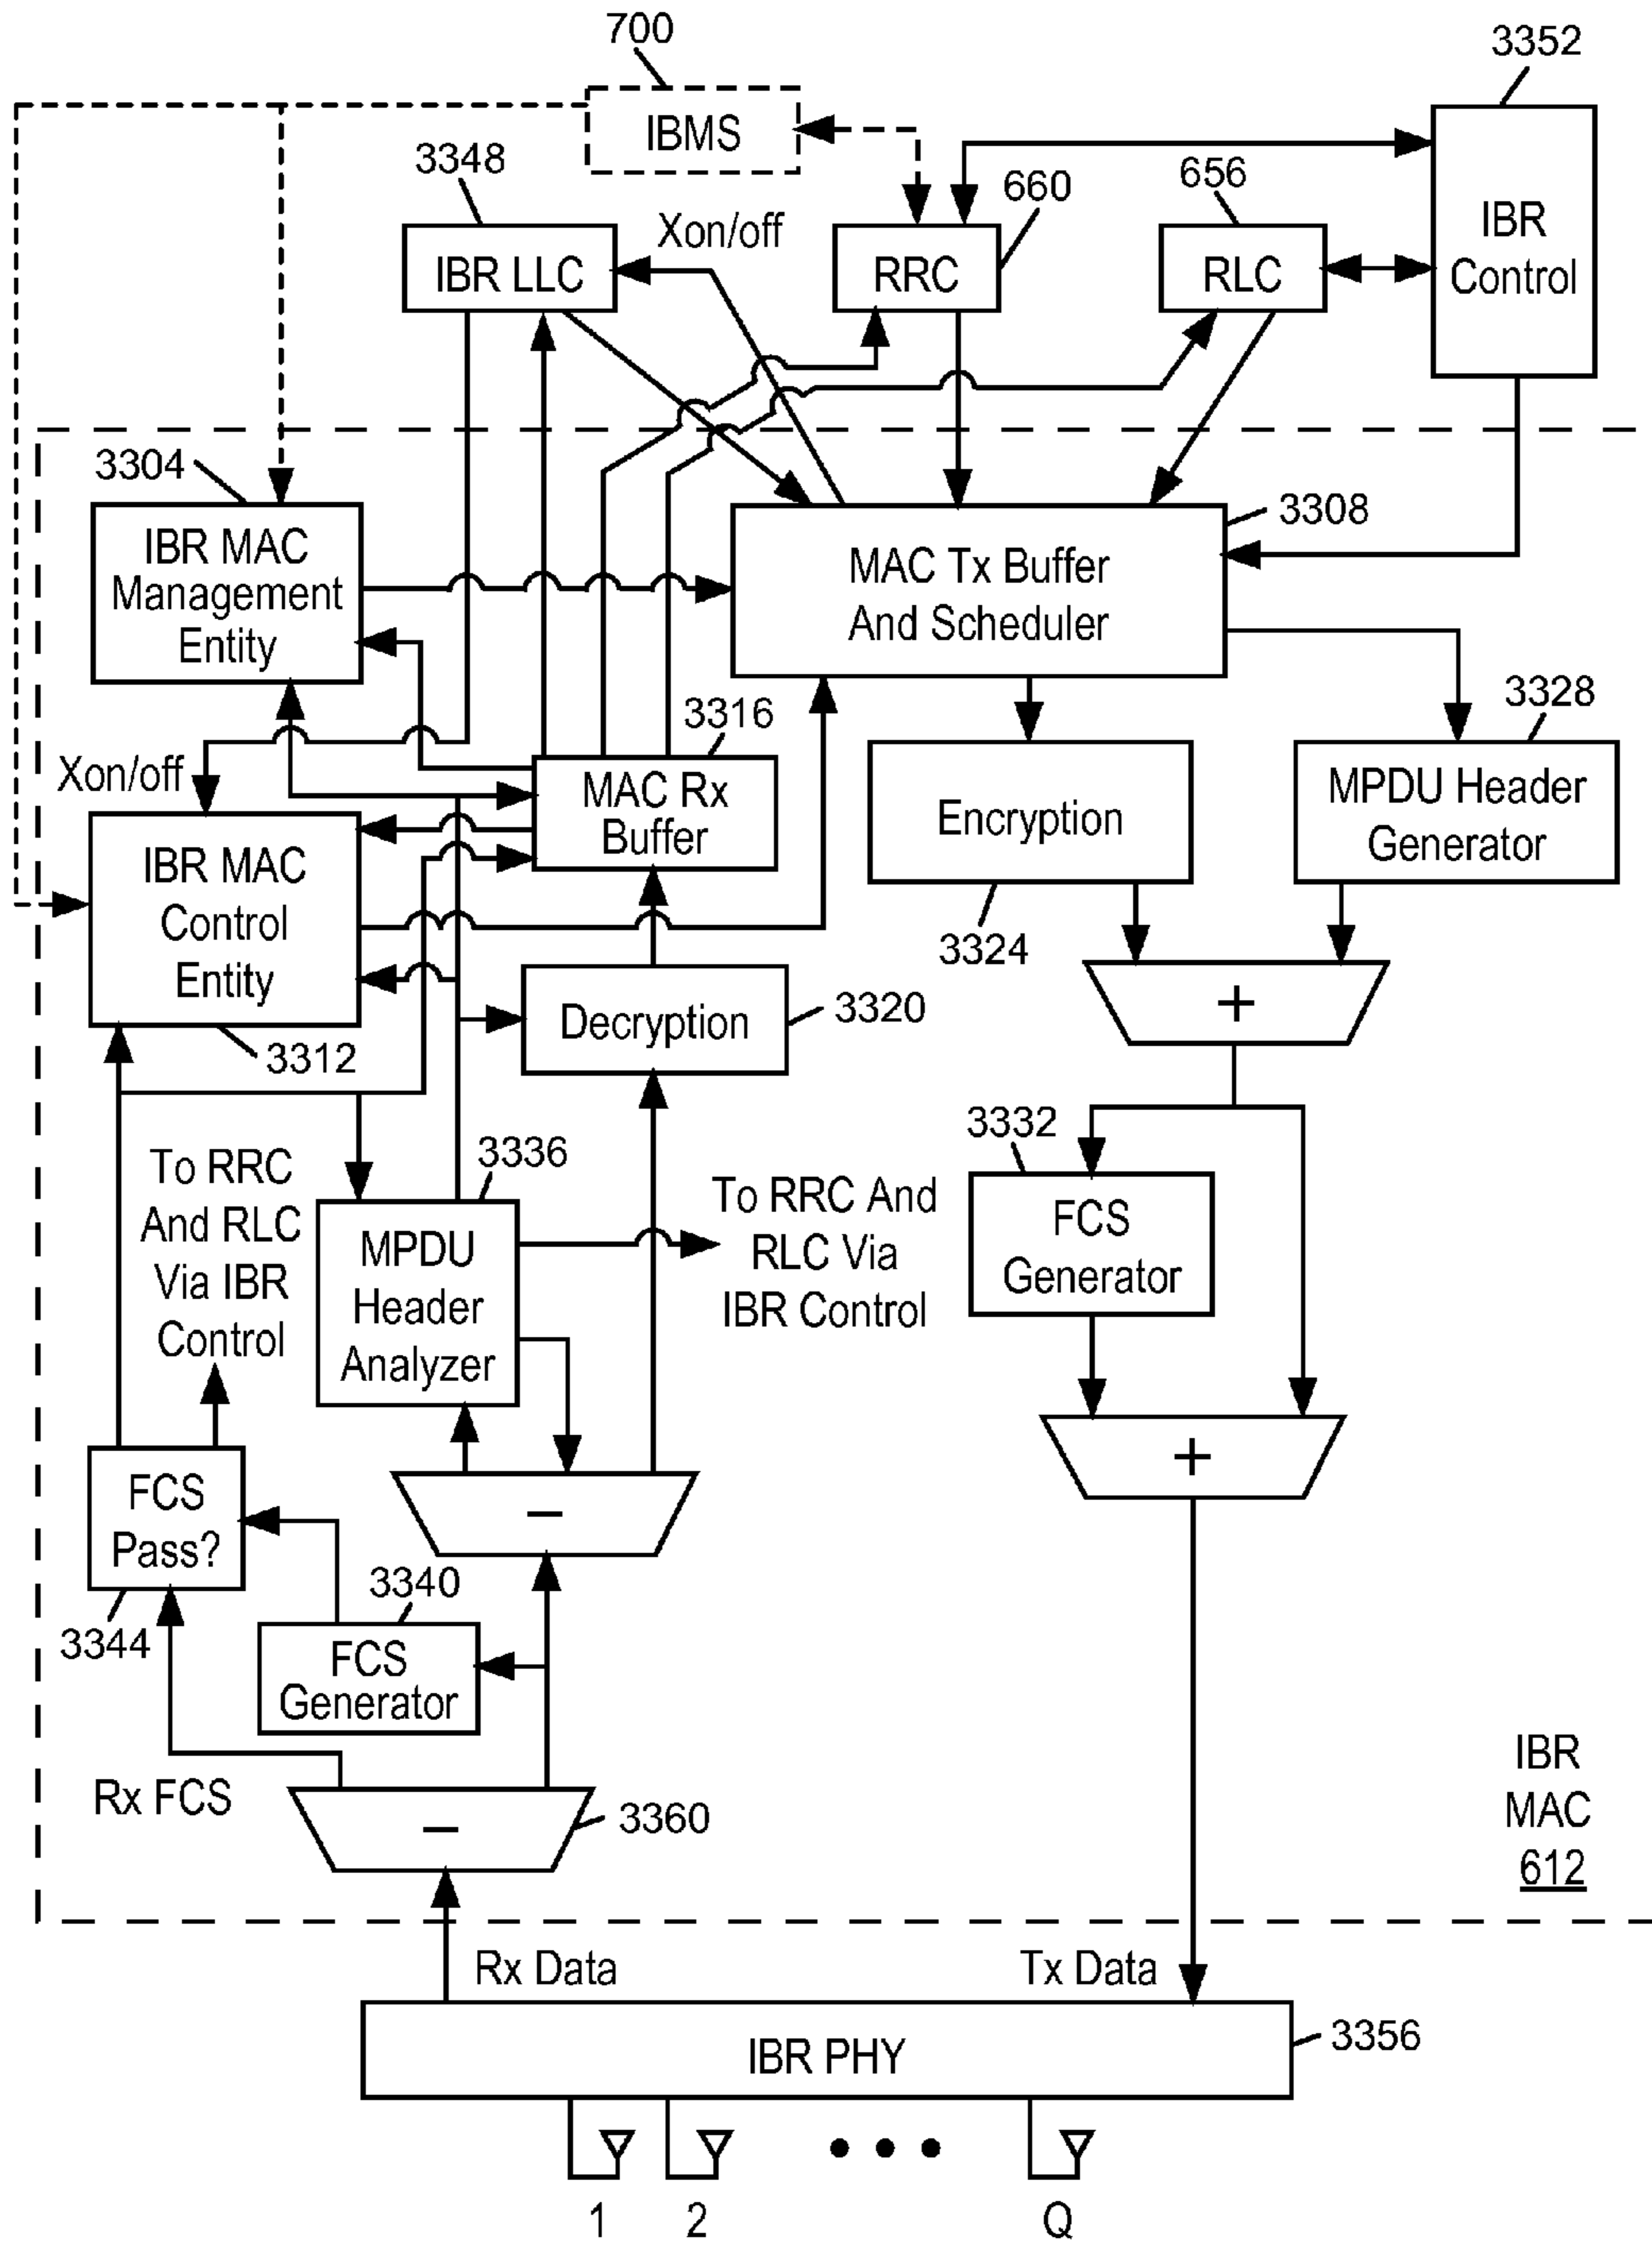 700
3352
IBMS
3348
660
656
IBR
Control
Xon/off
IBR LLC
RRC
RLC
3304
3308
IBR MAC
Management
Entity
MAC Tx Buffer
And Scheduler
3316
3328
Xon/off
MAC Rx
Buffer
Encryption
MPDU Header
Generator
IBR MAC
Control
Entity
3324
+
Decryption
3320
3312
3332
To RRC
And RLC
Via IBR
Control
3336
To RRC And
RLC Via
IBR Control
MPDU
Header
Analyzer
FCS
Generator
+
FCS
Pass?
–
3340
3344
FCS
Generator
Rx FCS
–
3360
IBR
MAC
612
Rx Data
Tx Data
IBR PHY
3356
1
2
Q